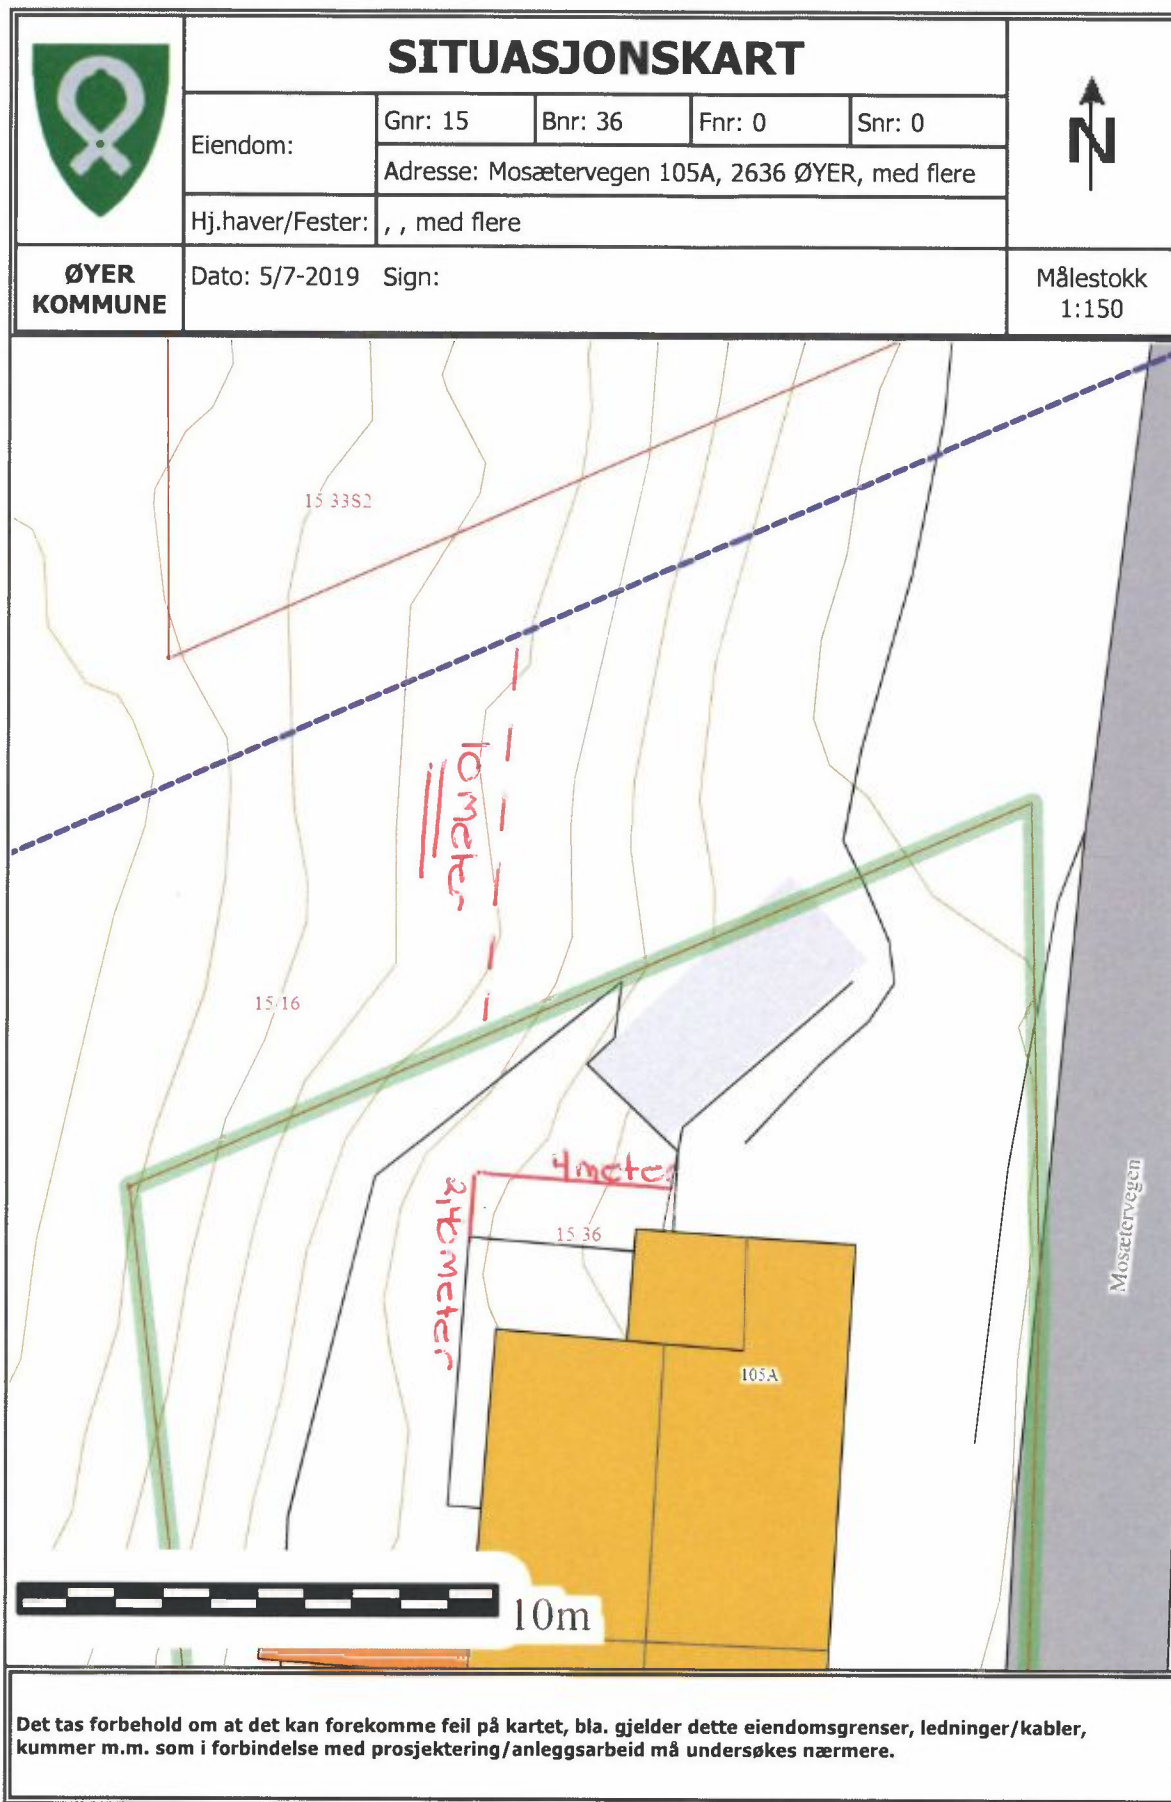 SITUASJONSKART
Eiendom:
Gnr: 15
Bnr: 36
Fnr: 0
Snr: 0
Adresse: Mosætervegen 105A, 2636 ØYER, med flere
Hj.haver/Fester:
, , med flere
N
ØYER
KOMMUNE
Dato: 5/7-2019 Sign:
Målestokk
1:150
15 3382
10 meter
15/16
4 meter
15 36
105A
Mosætervegen
10m
Det tas forbehold om at det kan forekomme feil på kartet, bla. gjelder dette eiendomsgrenser, ledninger/kabler,
kummer m.m. som i forbindelse med prosjektering/anleggsarbeid må undersøkes nærmere.